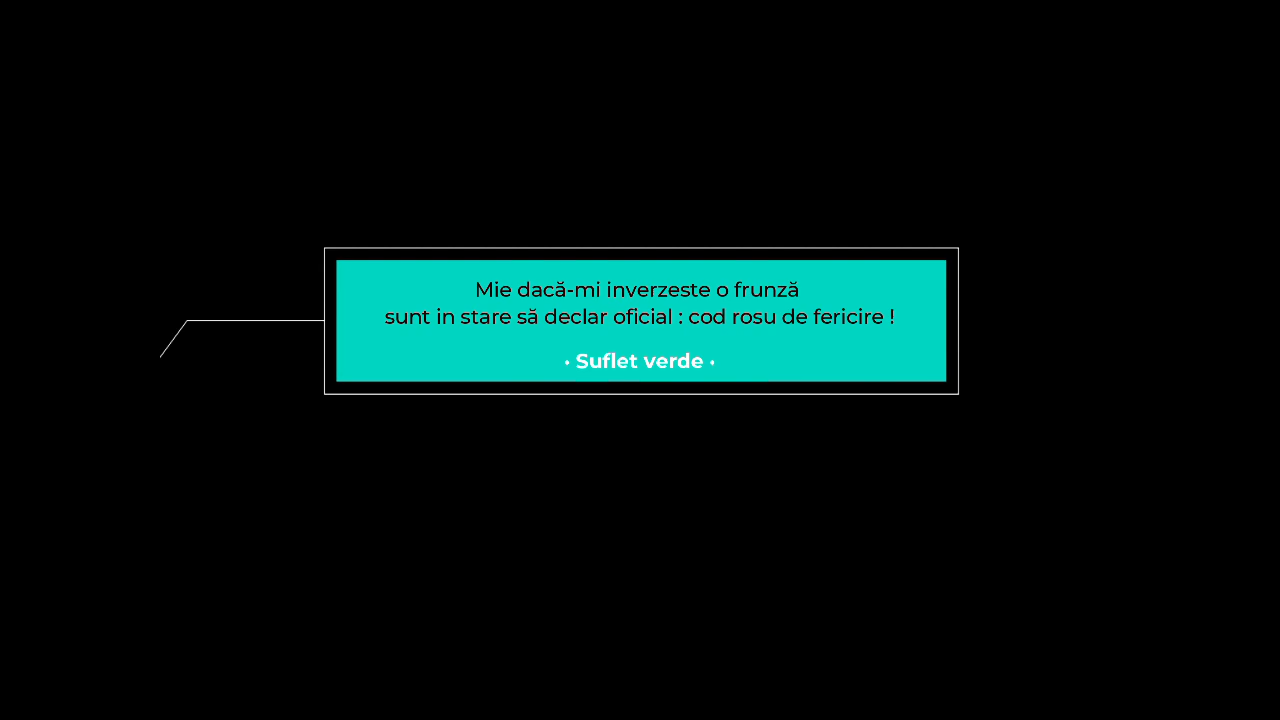 Mie dacă-mi inverzeste o frunză
sunt in stare să declar oficial : cod rosu de fericire !
• Suflet verde •